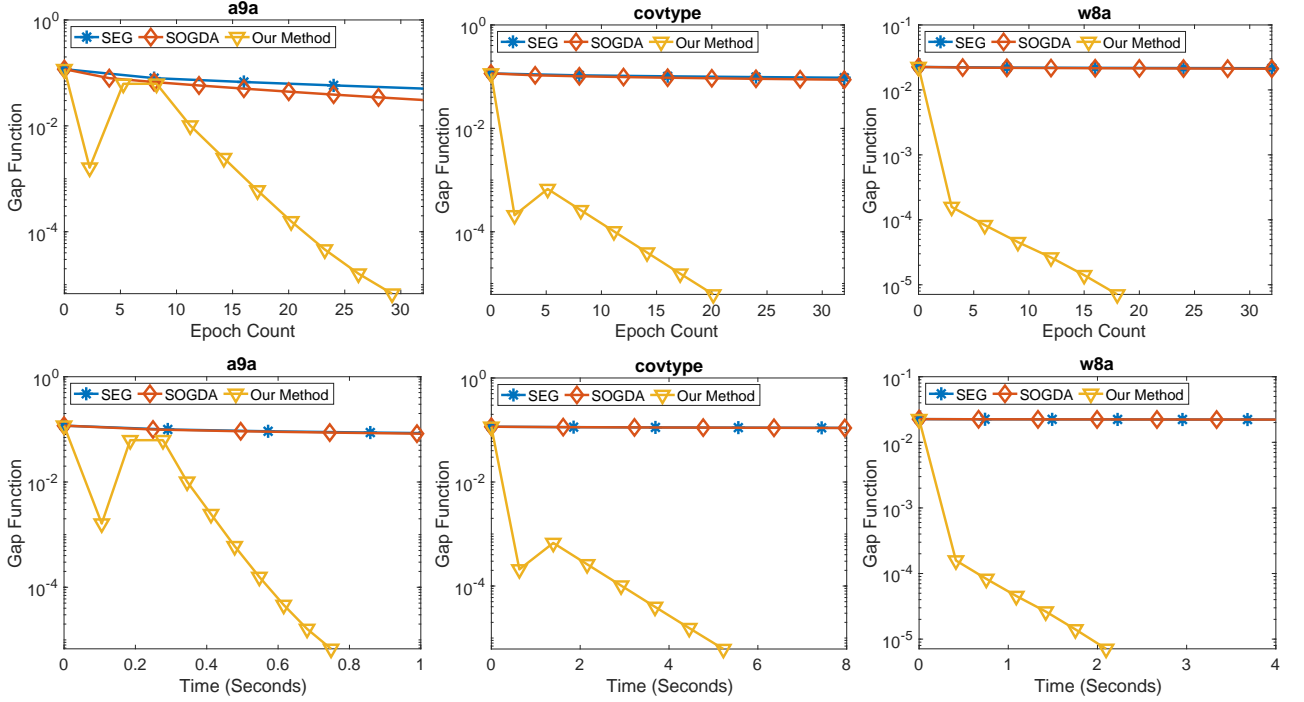 a9a
SEG SOGDA Our Method
10^0
10^-2
10^-4
Gap Function
0 5 10 15 20 25 30
Epoch Count
covtype
SEG SOGDA Our Method
10^0
10^-2
10^-4
Gap Function
0 5 10 15 20 25 30
Epoch Count
w8a
SEG SOGDA Our Method
10^-1
10^-2
10^-3
10^-4
10^-5
Gap Function
0 5 10 15 20 25 30
Epoch Count
a9a
SEG SOGDA Our Method
10^0
10^-2
10^-4
Gap Function
0 0.2 0.4 0.6 0.8 1
Time (Seconds)
covtype
SEG SOGDA Our Method
10^0
10^-2
10^-4
Gap Function
0 2 4 6 8
Time (Seconds)
w8a
SEG SOGDA Our Method
10^-1
10^-2
10^-3
10^-4
10^-5
Gap Function
0 1 2 3 4
Time (Seconds)